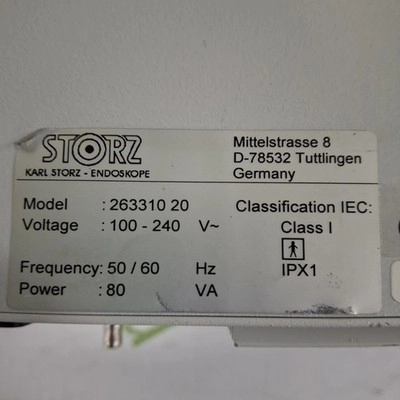 STORZ
KARL STORZ - ENDOSKOPE
Mittelstrasse 8
D-78532 Tuttlingen
Germany
Model : 263310 20
Voltage : 100 - 240 V~
Frequency : 50 / 60 Hz
Power : 80 VA
Classification IEC:
Class I
IPX1